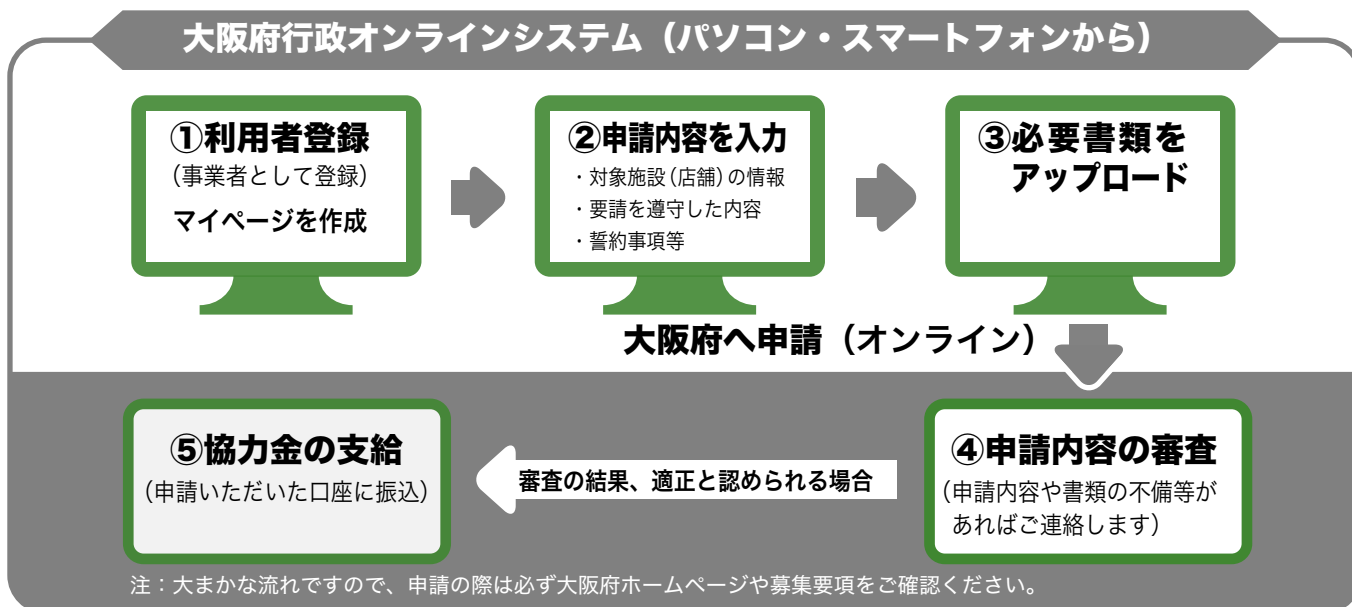 大阪府行政オンラインシステム（パソコン・スマートフォンから）
①利用者登録
（事業者として登録）
マイページを作成
②申請内容を入力
・対象施設（店舗）の情報
・要請を遵守した内容
・誓約事項等
③必要書類を
アップロード
大阪府へ申請（オンライン）
④申請内容の審査
（申請内容や書類の不備等が
あればご連絡します）
審査の結果、適正と認められる場合
⑤協力金の支給
（申請いただいた口座に振込）
注：大まかな流れですので、申請の際は必ず大阪府ホームページや募集要項をご確認ください。